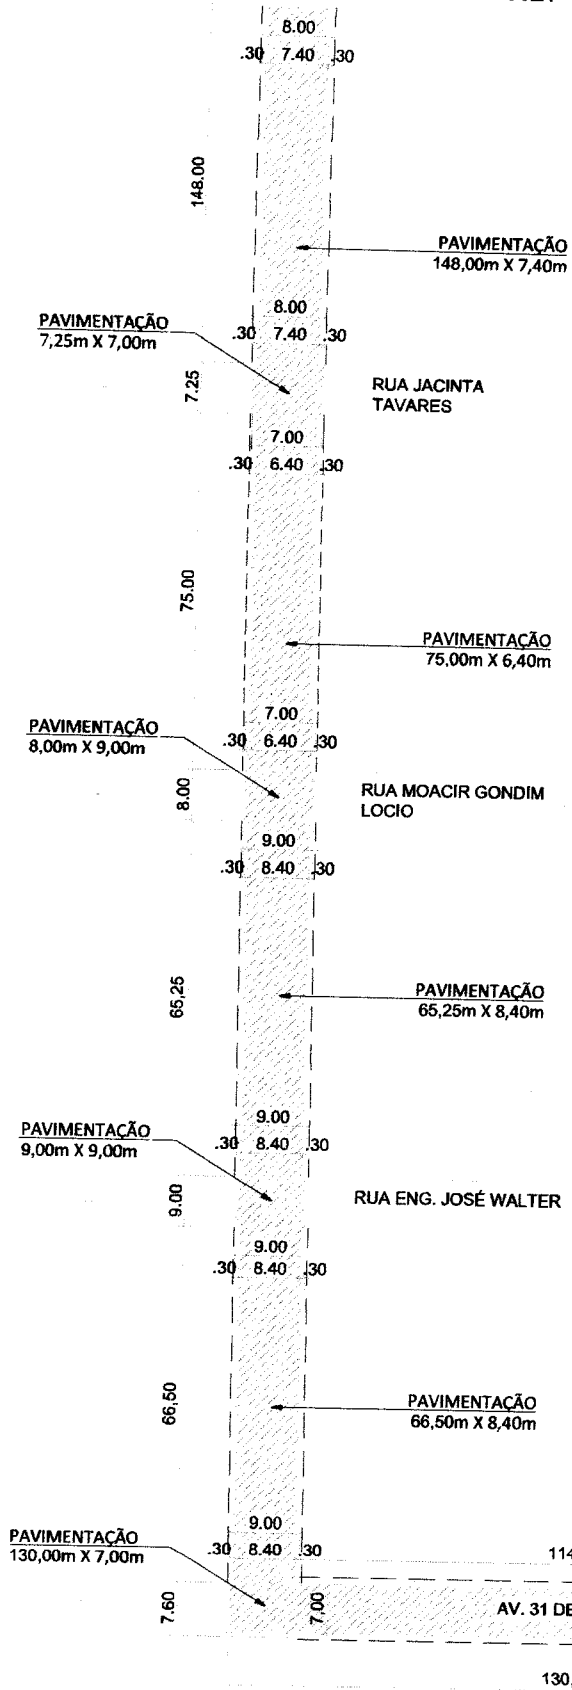 8.00
.30 7.40 .30
148.00
PAVIMENTAÇÃO
148,00m X 7,40m
8.00
.30 7.40 .30
PAVIMENTAÇÃO
7,25m X 7,00m
7.25
RUA JACINTA
TAVARES
7.00
.30 6.40 .30
75.00
PAVIMENTAÇÃO
75,00m X 6,40m
7.00
.30 6.40 .30
PAVIMENTAÇÃO
8,00m X 9,00m
8.00
RUA MOACIR GONDIM
LOCIO
9.00
.30 8.40 .30
65,25
PAVIMENTAÇÃO
65,25m X 8,40m
9.00
.30 8.40 .30
PAVIMENTAÇÃO
9,00m X 9,00m
9.00
RUA ENG. JOSÉ WALTER
9.00
.30 8.40 .30
66,50
PAVIMENTAÇÃO
66,50m X 8,40m
9.00
.30 8.40 .30
PAVIMENTAÇÃO
130,00m X 7,00m
114
7.60
7,00
AV. 31 DE
130,